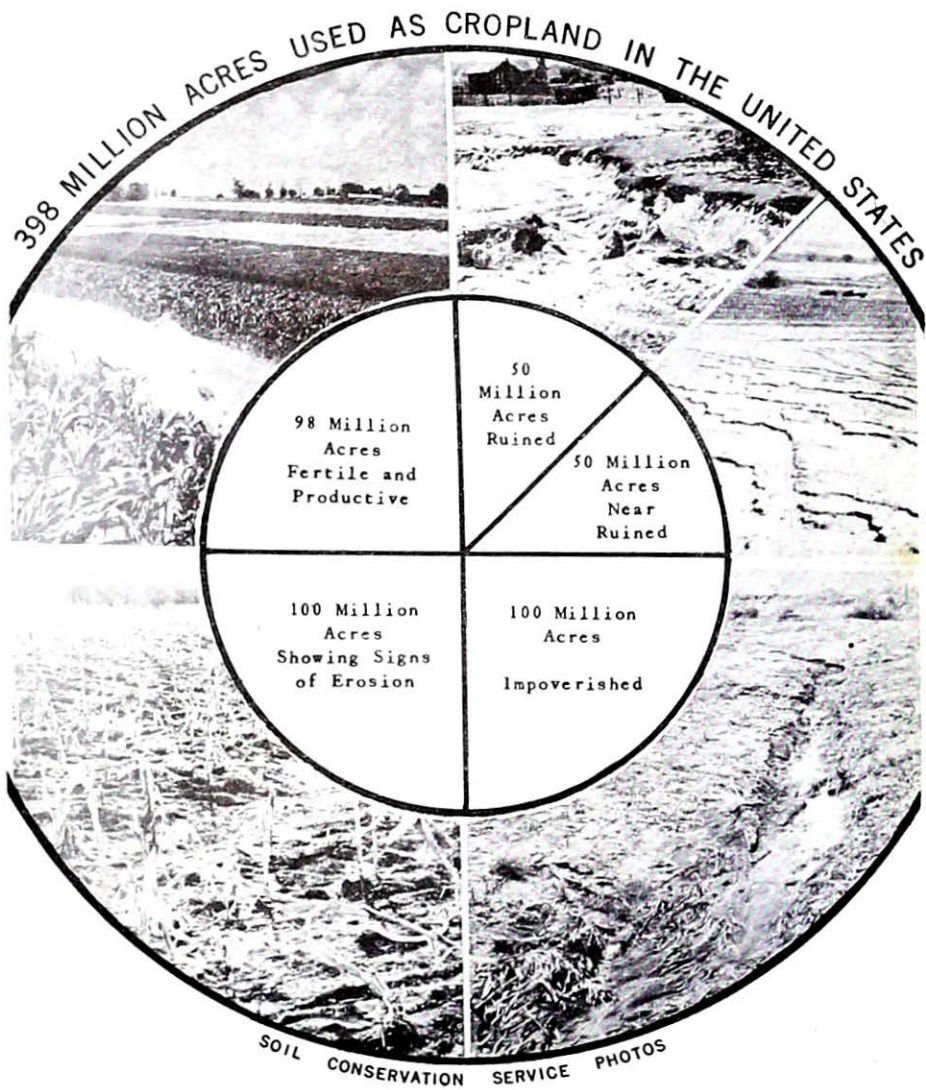 398 MILLION ACRES USED AS CROPLAND IN THE UNITED STATES
98 Million
Acres
Fertile and
Productive
50
Million
Acres
Ruined
50 Million
Acres
Near
Ruined
100 Million
Acres
Showing Signs
of Erosion
100 Million
Acres
Impoverished
SOIL CONSERVATION SERVICE PHOTOS